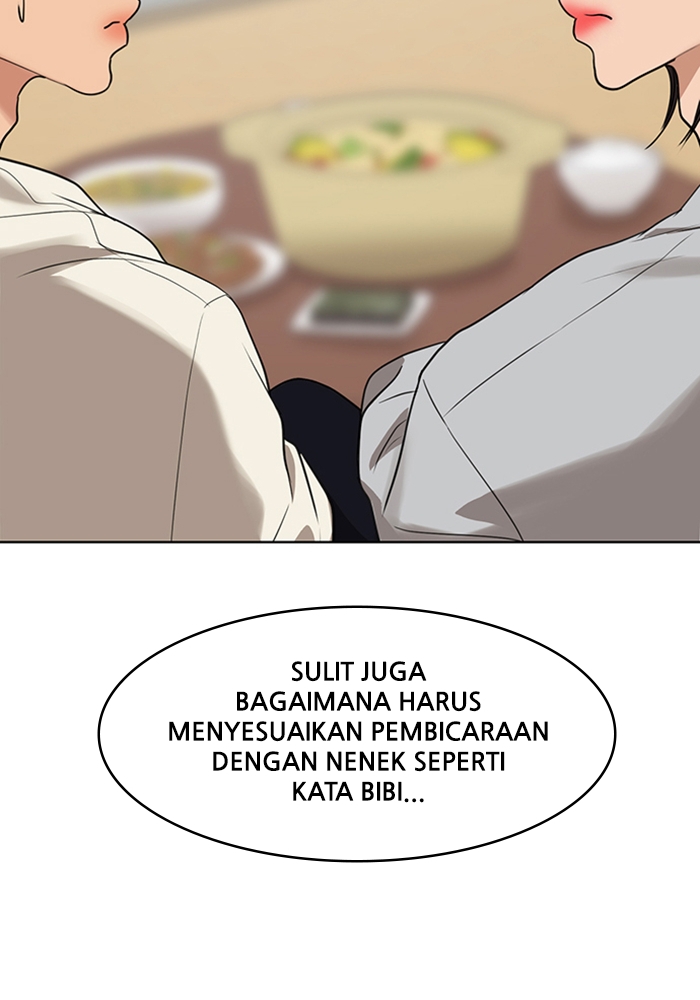 SULIT JUGA
BAGAIMANA HARUS
MENYESUAIKAN PEMBICARAAN
DENGAN NENEK SEPERTI
KATA BIBI...